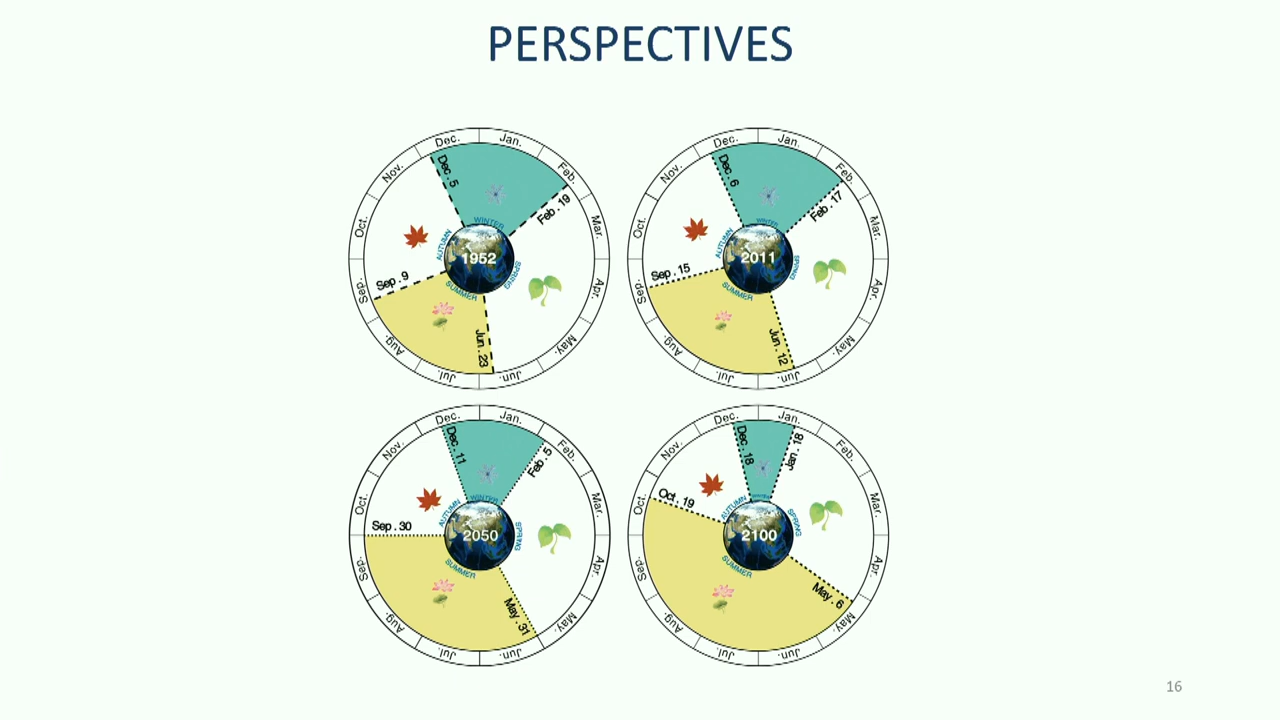 PERSPECTIVES
Dec.
Jan.
Feb.
Mar.
Apr.
May.
Jun.
Jul.
Aug.
Sep.
Oct.
Nov.
Dec. 5
Feb. 19
Jun. 23
Sep. 9
WINTER
SPRING
SUMMER
AUTUMN
1952
Dec.
Jan.
Feb.
Mar.
Apr.
May.
Jun.
Jul.
Aug.
Sep.
Oct.
Nov.
Dec. 6
Feb. 17
Jun. 12
Sep. 15
WINTER
SPRING
SUMMER
AUTUMN
2011
Dec.
Jan.
Feb.
Mar.
Apr.
May.
Jun.
Jul.
Aug.
Sep.
Oct.
Nov.
Dec. 11
Feb. 5
May. 31
Sep. 30
WINTER
SPRING
SUMMER
AUTUMN
2050
Dec.
Jan.
Feb.
Mar.
Apr.
May.
Jun.
Jul.
Aug.
Sep.
Oct.
Nov.
Dec. 18
Jan. 18
May. 6
Oct. 19
WINTER
SPRING
SUMMER
AUTUMN
2100
16